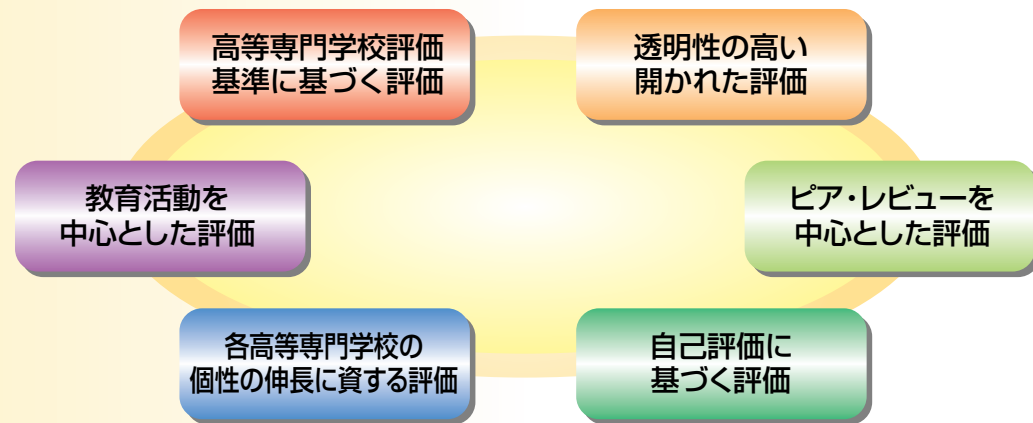 高等専門学校評価
基準に基づく評価
透明性の高い
開かれた評価
教育活動を
中心とした評価
ピア・レビューを
中心とした評価
各高等専門学校の
個性の伸長に資する評価
自己評価に
基づく評価